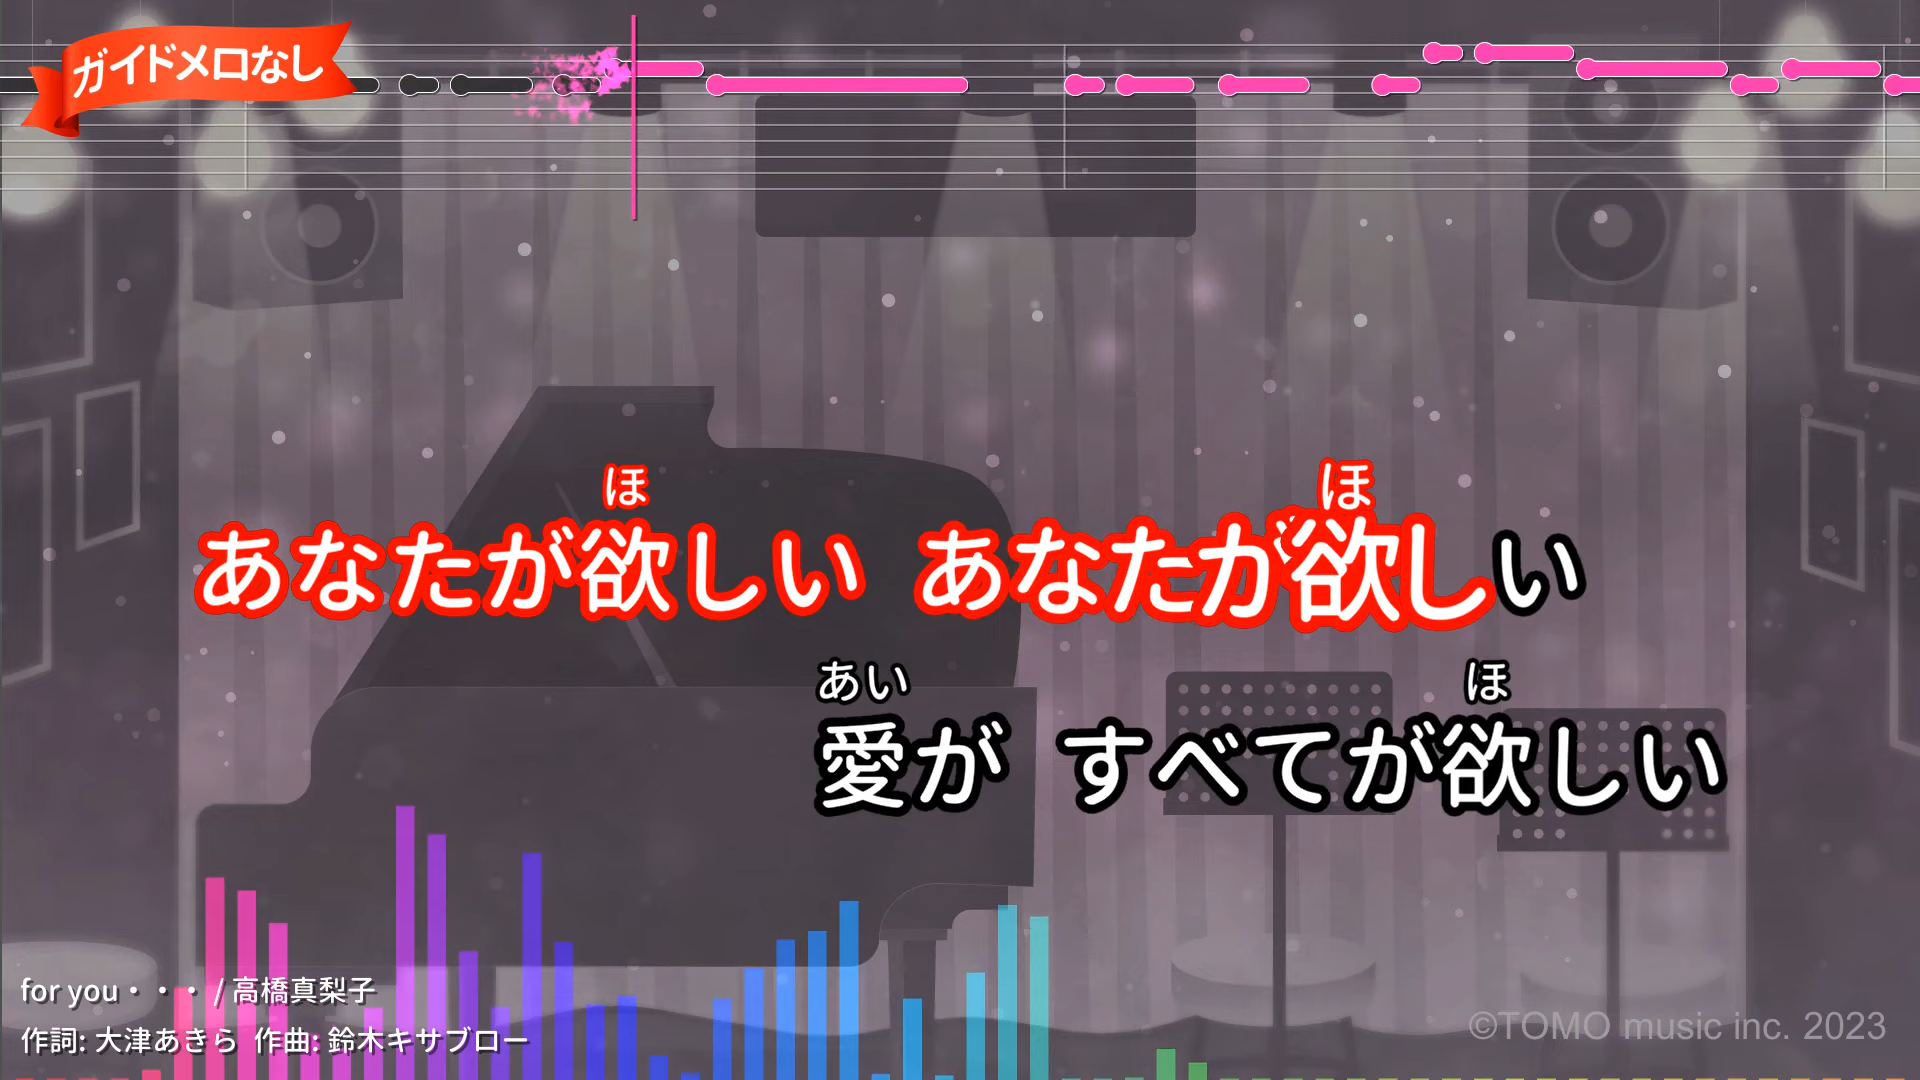 ガイドメロなし
ほ ほ
あなたが欲しい あなたが欲しい
あい ほ
愛が すべてが欲しい
for you・・・ / 高橋真梨子
作詞: 大津あきら 作曲: 鈴木キサブロー
©TOMO music inc. 2023